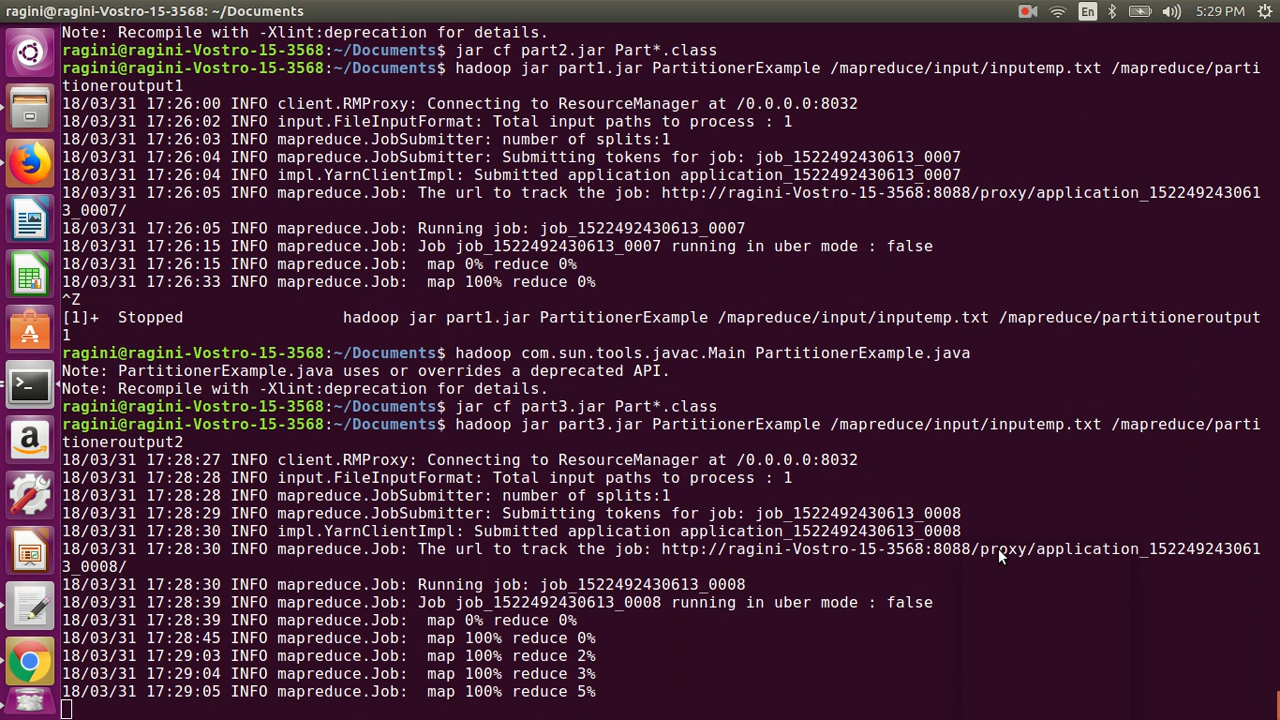 ragini@ragini-Vostro-15-3568: ~/Documents
En
5:29 PM
Note: Recompile with -Xlint:deprecation for details.
ragini@ragini-Vostro-15-3568:~/Documents$ jar cf part2.jar Part*.class
ragini@ragini-Vostro-15-3568:~/Documents$ hadoop jar part1.jar PartitionerExample /mapreduce/input/inputemp.txt /mapreduce/parti
tioneroutput1
18/03/31 17:26:00 INFO client.RMProxy: Connecting to ResourceManager at /0.0.0.0:8032
18/03/31 17:26:02 INFO input.FileInputFormat: Total input paths to process : 1
18/03/31 17:26:03 INFO mapreduce.JobSubmitter: number of splits:1
18/03/31 17:26:04 INFO mapreduce.JobSubmitter: Submitting tokens for job: job_1522492430613_0007
18/03/31 17:26:04 INFO impl.YarnClientImpl: Submitted application application_1522492430613_0007
18/03/31 17:26:05 INFO mapreduce.Job: The url to track the job: http://ragini-Vostro-15-3568:8088/proxy/application_152249243061
3_0007/
18/03/31 17:26:05 INFO mapreduce.Job: Running job: job_1522492430613_0007
18/03/31 17:26:15 INFO mapreduce.Job: Job job_1522492430613_0007 running in uber mode : false
18/03/31 17:26:15 INFO mapreduce.Job:  map 0% reduce 0%
18/03/31 17:26:33 INFO mapreduce.Job:  map 100% reduce 0%
^Z
[1]+  Stopped                 hadoop jar part1.jar PartitionerExample /mapreduce/input/inputemp.txt /mapreduce/partitioneroutput
1
ragini@ragini-Vostro-15-3568:~/Documents$ hadoop com.sun.tools.javac.Main PartitionerExample.java
Note: PartitionerExample.java uses or overrides a deprecated API.
Note: Recompile with -Xlint:deprecation for details.
ragini@ragini-Vostro-15-3568:~/Documents$ jar cf part3.jar Part*.class
ragini@ragini-Vostro-15-3568:~/Documents$ hadoop jar part3.jar PartitionerExample /mapreduce/input/inputemp.txt /mapreduce/parti
tioneroutput2
18/03/31 17:28:27 INFO client.RMProxy: Connecting to ResourceManager at /0.0.0.0:8032
18/03/31 17:28:28 INFO input.FileInputFormat: Total input paths to process : 1
18/03/31 17:28:28 INFO mapreduce.JobSubmitter: number of splits:1
18/03/31 17:28:29 INFO mapreduce.JobSubmitter: Submitting tokens for job: job_1522492430613_0008
18/03/31 17:28:30 INFO impl.YarnClientImpl: Submitted application application_1522492430613_0008
18/03/31 17:28:30 INFO mapreduce.Job: The url to track the job: http://ragini-Vostro-15-3568:8088/proxy/application_152249243061
3_0008/
18/03/31 17:28:30 INFO mapreduce.Job: Running job: job_1522492430613_0008
18/03/31 17:28:39 INFO mapreduce.Job: Job job_1522492430613_0008 running in uber mode : false
18/03/31 17:28:39 INFO mapreduce.Job:  map 0% reduce 0%
18/03/31 17:28:45 INFO mapreduce.Job:  map 100% reduce 0%
18/03/31 17:29:03 INFO mapreduce.Job:  map 100% reduce 2%
18/03/31 17:29:04 INFO mapreduce.Job:  map 100% reduce 3%
18/03/31 17:29:05 INFO mapreduce.Job:  map 100% reduce 5%